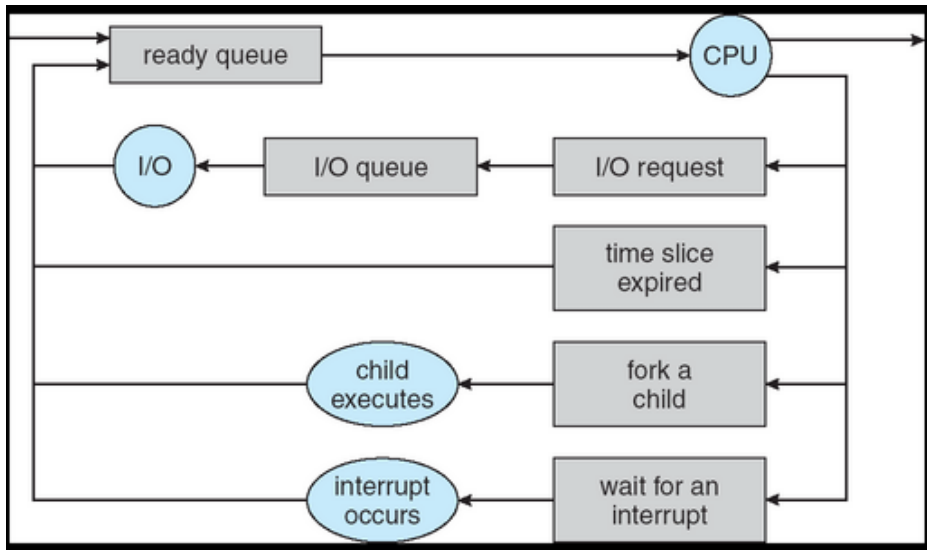 ready queue
CPU
I/O
I/O queue
I/O request
time slice
expired
child
executes
fork a
child
interrupt
occurs
wait for an
interrupt